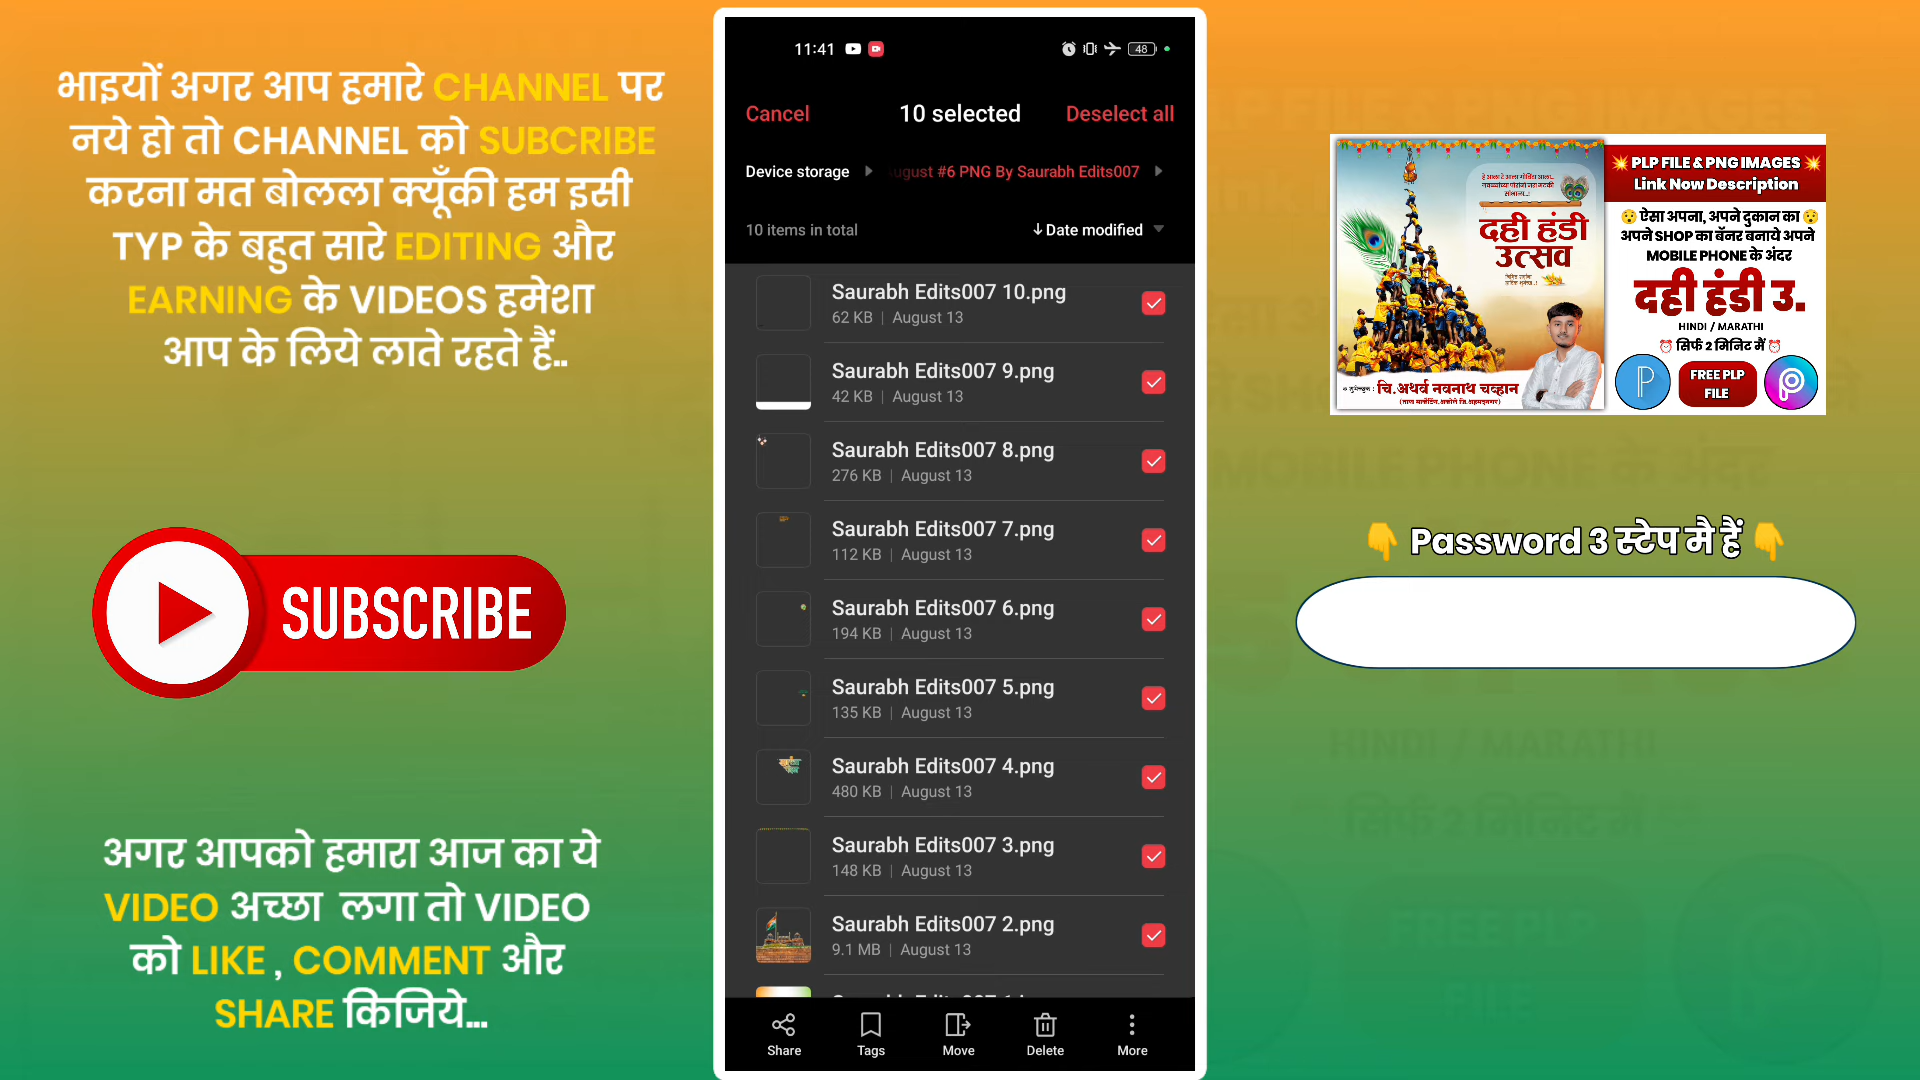 भाइयों अगर आप हमारे CHANNEL पर
नये हो तो CHANNEL को SUBCRIBE
करना मत बोलला क्यूँकी हम इसी
TYP के बहुत सारे EDITING और
EARNING के VIDEOS हमेशा
आप के लिये लाते रहते हैं..
SUBSCRIBE
अगर आपको हमारा आज का ये
VIDEO अच्छा लगा तो VIDEO
को LIKE , COMMENT और
SHARE किजिये...
11:41
48
Cancel
10 selected
Deselect all
Device storage
ugust #6 PNG By Saurabh Edits007
10 items in total
Date modified
Saurabh Edits007 10.png
62 KB | August 13
Saurabh Edits007 9.png
42 KB | August 13
Saurabh Edits007 8.png
276 KB | August 13
Saurabh Edits007 7.png
112 KB | August 13
Saurabh Edits007 6.png
194 KB | August 13
Saurabh Edits007 5.png
135 KB | August 13
Saurabh Edits007 4.png
480 KB | August 13
Saurabh Edits007 3.png
148 KB | August 13
Saurabh Edits007 2.png
9.1 MB | August 13
Share
Tags
Move
Delete
More
दही हंडी
उत्सव
चि.अथर्व नवनाथ चव्हान
PLP FILE & PNG IMAGES
Link Now Description
ऐसा अपना, अपने दुकान का
अपने SHOP का बॅनर बनाये अपने
MOBILE PHONE के अंदर
दही हंडी उ.
HINDI / MARATHI
सिर्फ 2 मिनिट मैं
FREE PLP
FILE
Password 3 स्टेप मै हैं